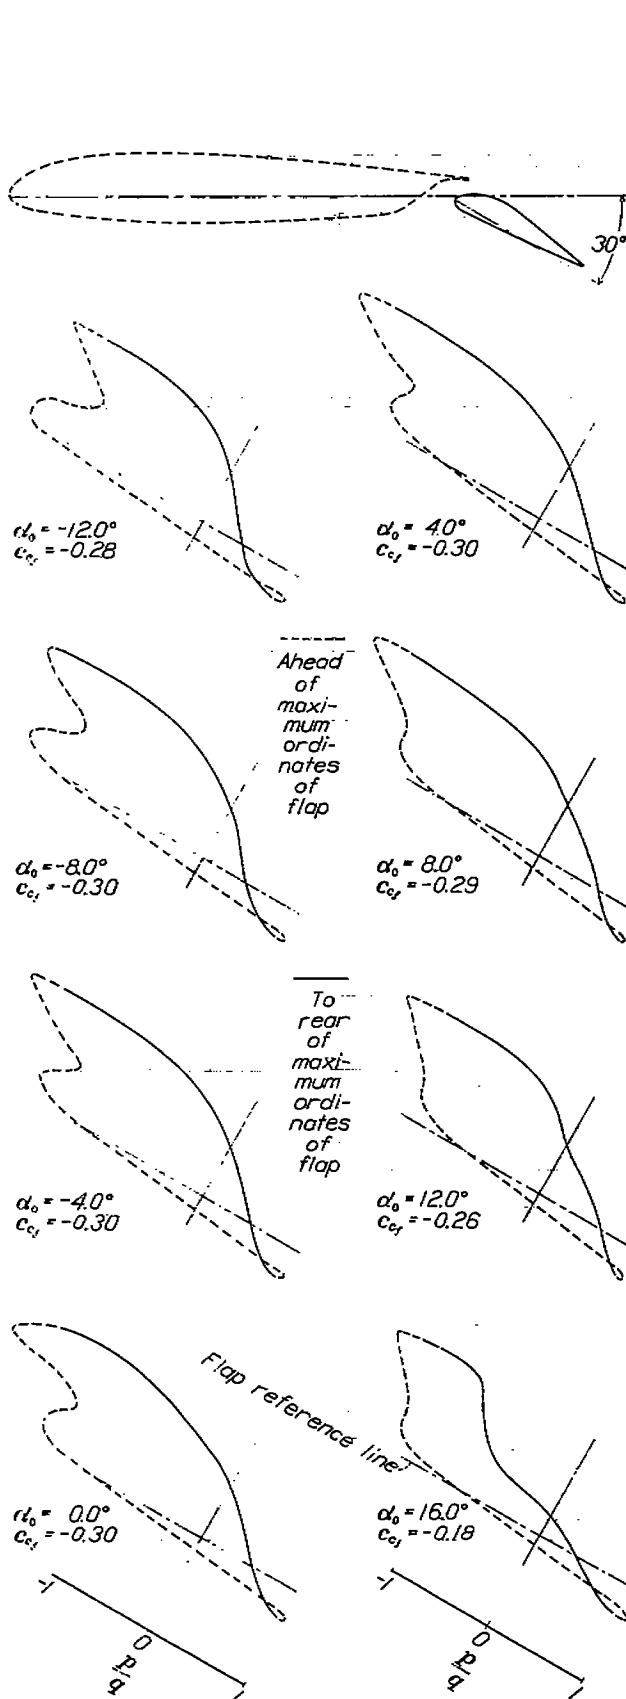 30°
α₀ = -12.0°
c_cf = -0.28
α₀ = 4.0°
c_cf = -0.30
Ahead
of
maxi-
mum
ordi-
nates
of
flap
α₀ = -8.0°
c_cf = -0.30
α₀ = 8.0°
c_cf = -0.29
To
rear
of
maxi-
mum
ordi-
nates
of
flap
α₀ = -4.0°
c_cf = -0.30
α₀ = 12.0°
c_cf = -0.26
Flap reference line
α₀ = 0.0°
c_cf = -0.30
α₀ = 16.0°
c_cf = -0.18
-1
0
p/q
-1
0
p/q